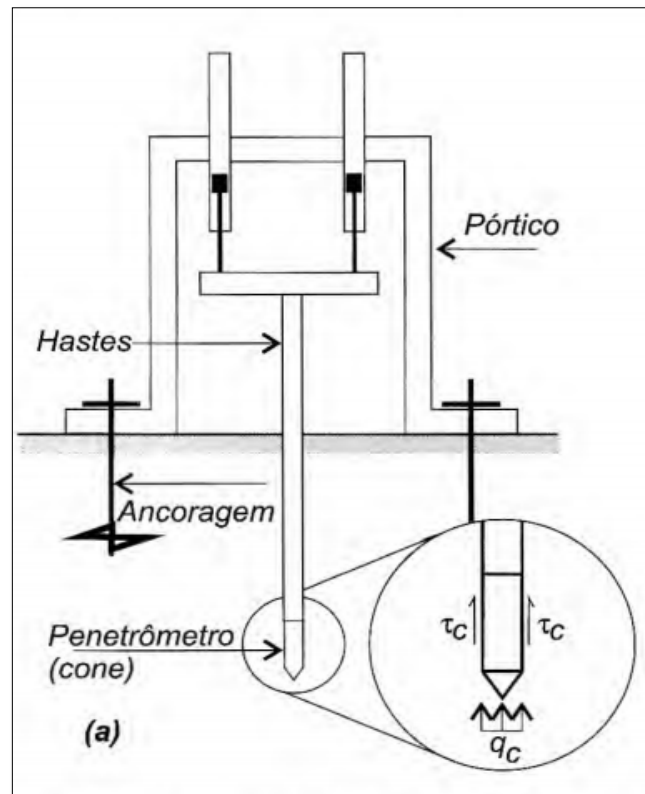 Pórtico
Hastes
Ancoragem
Penetrômetro
(cone)
τc
τc
qc
(a)